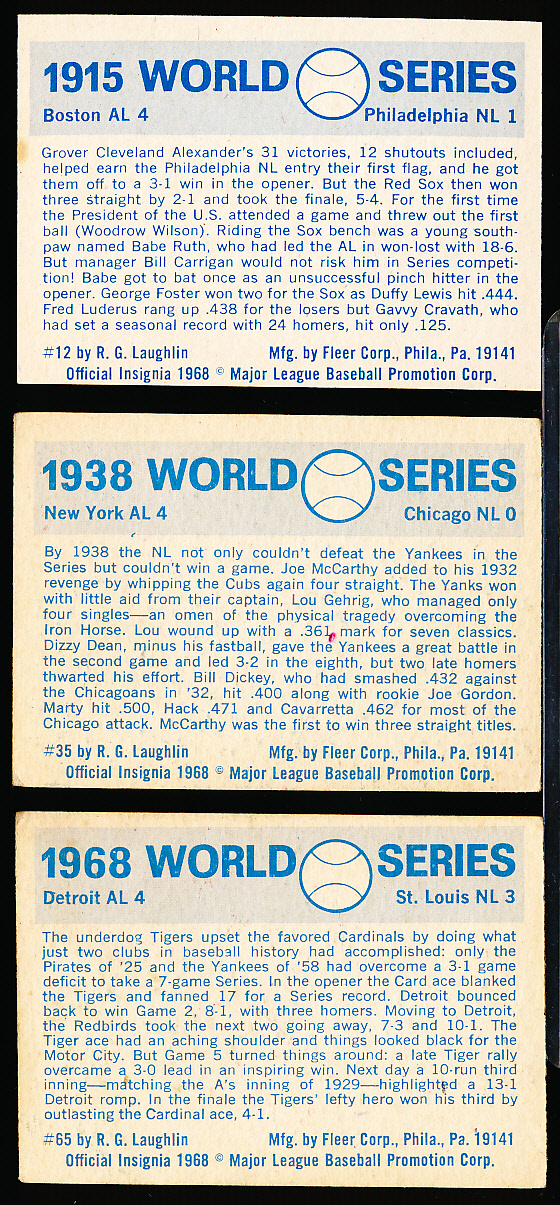 1915 WORLD SERIES
Boston AL 4 Philadelphia NL 1
Grover Cleveland Alexander's 31 victories, 12 shutouts included,
helped earn the Philadelphia NL entry their first flag, and he got
them off to a 3-1 win in the opener. But the Red Sox then won
three straight by 2-1 and took the finale, 5-4. For the first time
the President of the U.S. attended a game and threw out the first
ball (Woodrow Wilson). Riding the Sox bench was a young south-
paw named Babe Ruth, who had led the AL in won-lost with 18-6.
But manager Bill Carrigan would not risk him in Series competi-
tion! Babe got to bat once as an unsuccessful pinch hitter in the
opener. George Foster won two for the Sox as Duffy Lewis hit .444.
Fred Luderus rang up .438 for the losers but Gavvy Cravath, who
had set a seasonal record with 24 homers, hit only .125.
#12 by R. G. Laughlin Mfg. by Fleer Corp., Phila., Pa. 19141
Official Insignia 1968 © Major League Baseball Promotion Corp.
1938 WORLD SERIES
New York AL 4 Chicago NL 0
By 1938 the NL not only couldn't defeat the Yankees in the
Series but couldn't win a game. Joe McCarthy added to his 1932
revenge by whipping the Cubs again four straight. The Yanks won
with little aid from their captain, Lou Gehrig, who managed only
four singles—an omen of the physical tragedy overcoming the
Iron Horse. Lou wound up with a .361 mark for seven classics.
Dizzy Dean, minus his fastball, gave the Yankees a great battle in
the second game and led 3-2 in the eighth, but two late homers
thwarted his effort. Bill Dickey, who had smashed .432 against
the Chicagoans in '32, hit .400 along with rookie Joe Gordon.
Marty hit .500, Hack .471 and Cavarretta .462 for most of the
Chicago attack. McCarthy was the first to win three straight titles.
#35 by R. G. Laughlin Mfg. by Fleer Corp., Phila., Pa. 19141
Official Insignia 1968 © Major League Baseball Promotion Corp.
1968 WORLD SERIES
Detroit AL 4 St. Louis NL 3
The underdog Tigers upset the favored Cardinals by doing what
just two clubs in baseball history had accomplished: only the
Pirates of '25 and the Yankees of '58 had overcome a 3-1 game
deficit to take a 7-game Series. In the opener the Card ace blanked
the Tigers and fanned 17 for a Series record. Detroit bounced
back to win Game 2, 8-1, with three homers. Moving to Detroit,
the Redbirds took the next two going away, 7-3 and 10-1. The
Tiger ace had an aching shoulder and things looked black for the
Motor City. But Game 5 turned things around: a late Tiger rally
overcame a 3-0 lead in an inspiring win. Next day a 10-run third
inning—matching the A's inning of 1929—highlighted a 13-1
Detroit romp. In the finale the Tigers' lefty hero won his third by
outlasting the Cardinal ace, 4-1.
#65 by R. G. Laughlin Mfg. by Fleer Corp., Phila., Pa. 19141
Official Insignia 1968 © Major League Baseball Promotion Corp.